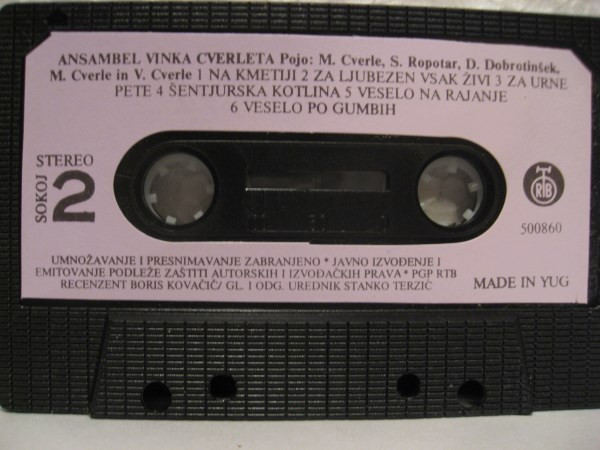 ANSAMBEL VINKA CVERLETA Pojo: M. Cverle, S. Ropotar, D. Dobrotinšek,
M. Cverle in V. Cverle 1 NA KMETIJI 2 ZA LJUBEZEN VSAK ŽIVI 3 ZA URNE
PETE 4 ŠENTJURSKA KOTLINA 5 VESELO NA RAJANJE
6 VESELO PO GUMBIH
STEREO
SOKOJ
2
RTB
500860
UMNOŽAVANJE I PRESNIMAVANJE ZABRANJENO * JAVNO IZVOĐENJE I
EMITOVANJE PODLEŽE ZAŠTITI AUTORSKIH I IZVOĐAČKIH PRAVA * PGP RTB
RECENZENT BORIS KOVAČIČ/ GL. I ODG. UREDNIK STANKO TERZIĆ
MADE IN YUG